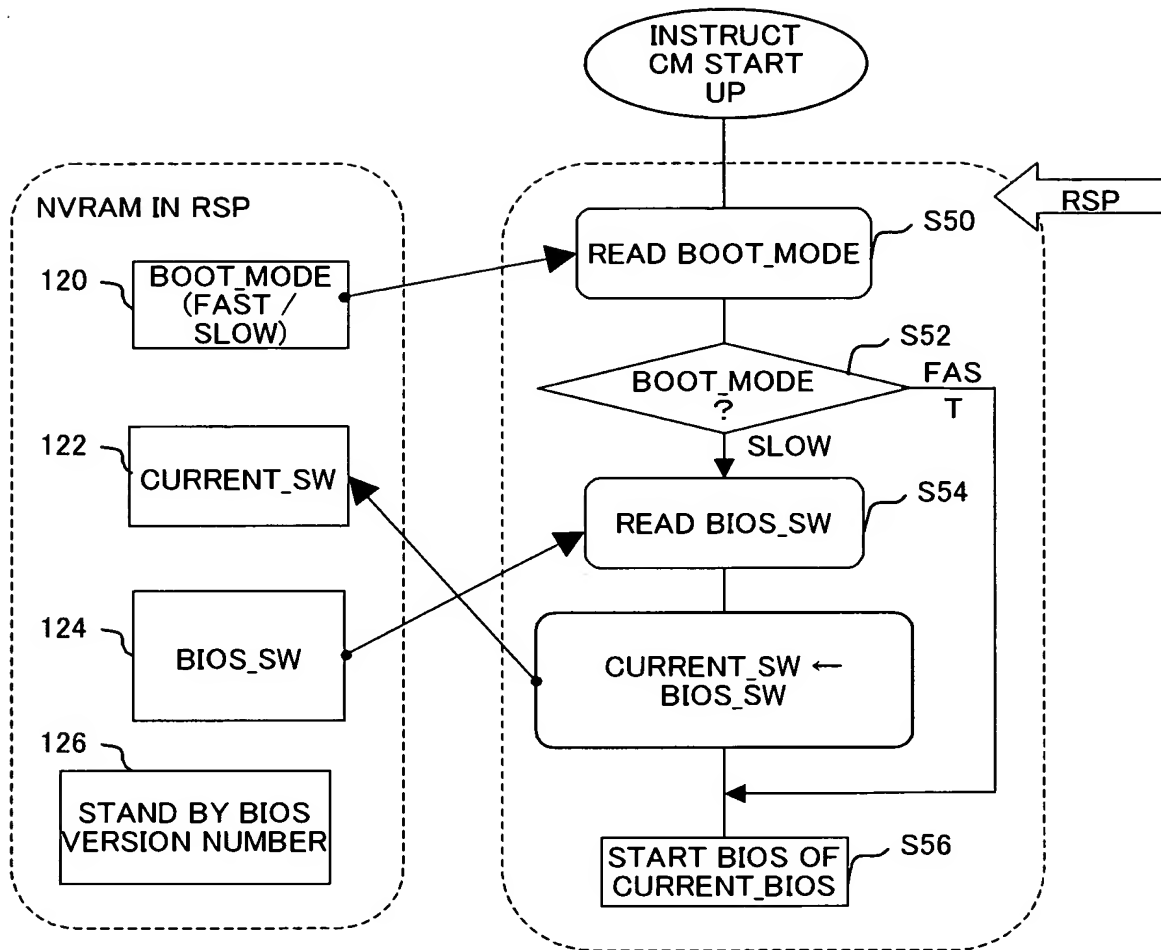 INSTRUCT
CM START
UP
NVRAM IN RSP
RSP
S50
READ BOOT_MODE
120
BOOT_MODE
(FAST /
SLOW)
S52
BOOT_MODE
?
FAS
T
SLOW
122
CURRENT_SW
S54
READ BIOS_SW
124
BIOS_SW
CURRENT_SW ←
BIOS_SW
126
STAND BY BIOS
VERSION NUMBER
S56
START BIOS OF
CURRENT_BIOS